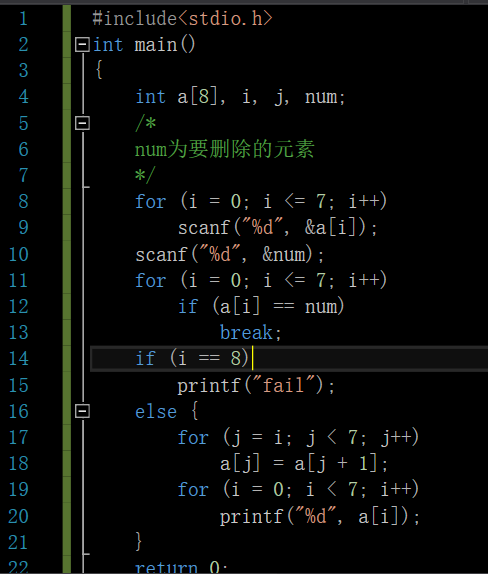 1 #include<stdio.h>
2 int main()
3 {
4 int a[8], i, j, num;
5 /*
6 num为要删除的元素
7 */
8 for (i = 0; i <= 7; i++)
9 scanf("%d", &a[i]);
10 scanf("%d", &num);
11 for (i = 0; i <= 7; i++)
12 if (a[i] == num)
13 break;
14 if (i == 8)
15 printf("fail");
16 else {
17 for (j = i; j < 7; j++)
18 a[j] = a[j + 1];
19 for (i = 0; i < 7; i++)
20 printf("%d", a[i]);
21 }
22 return 0;